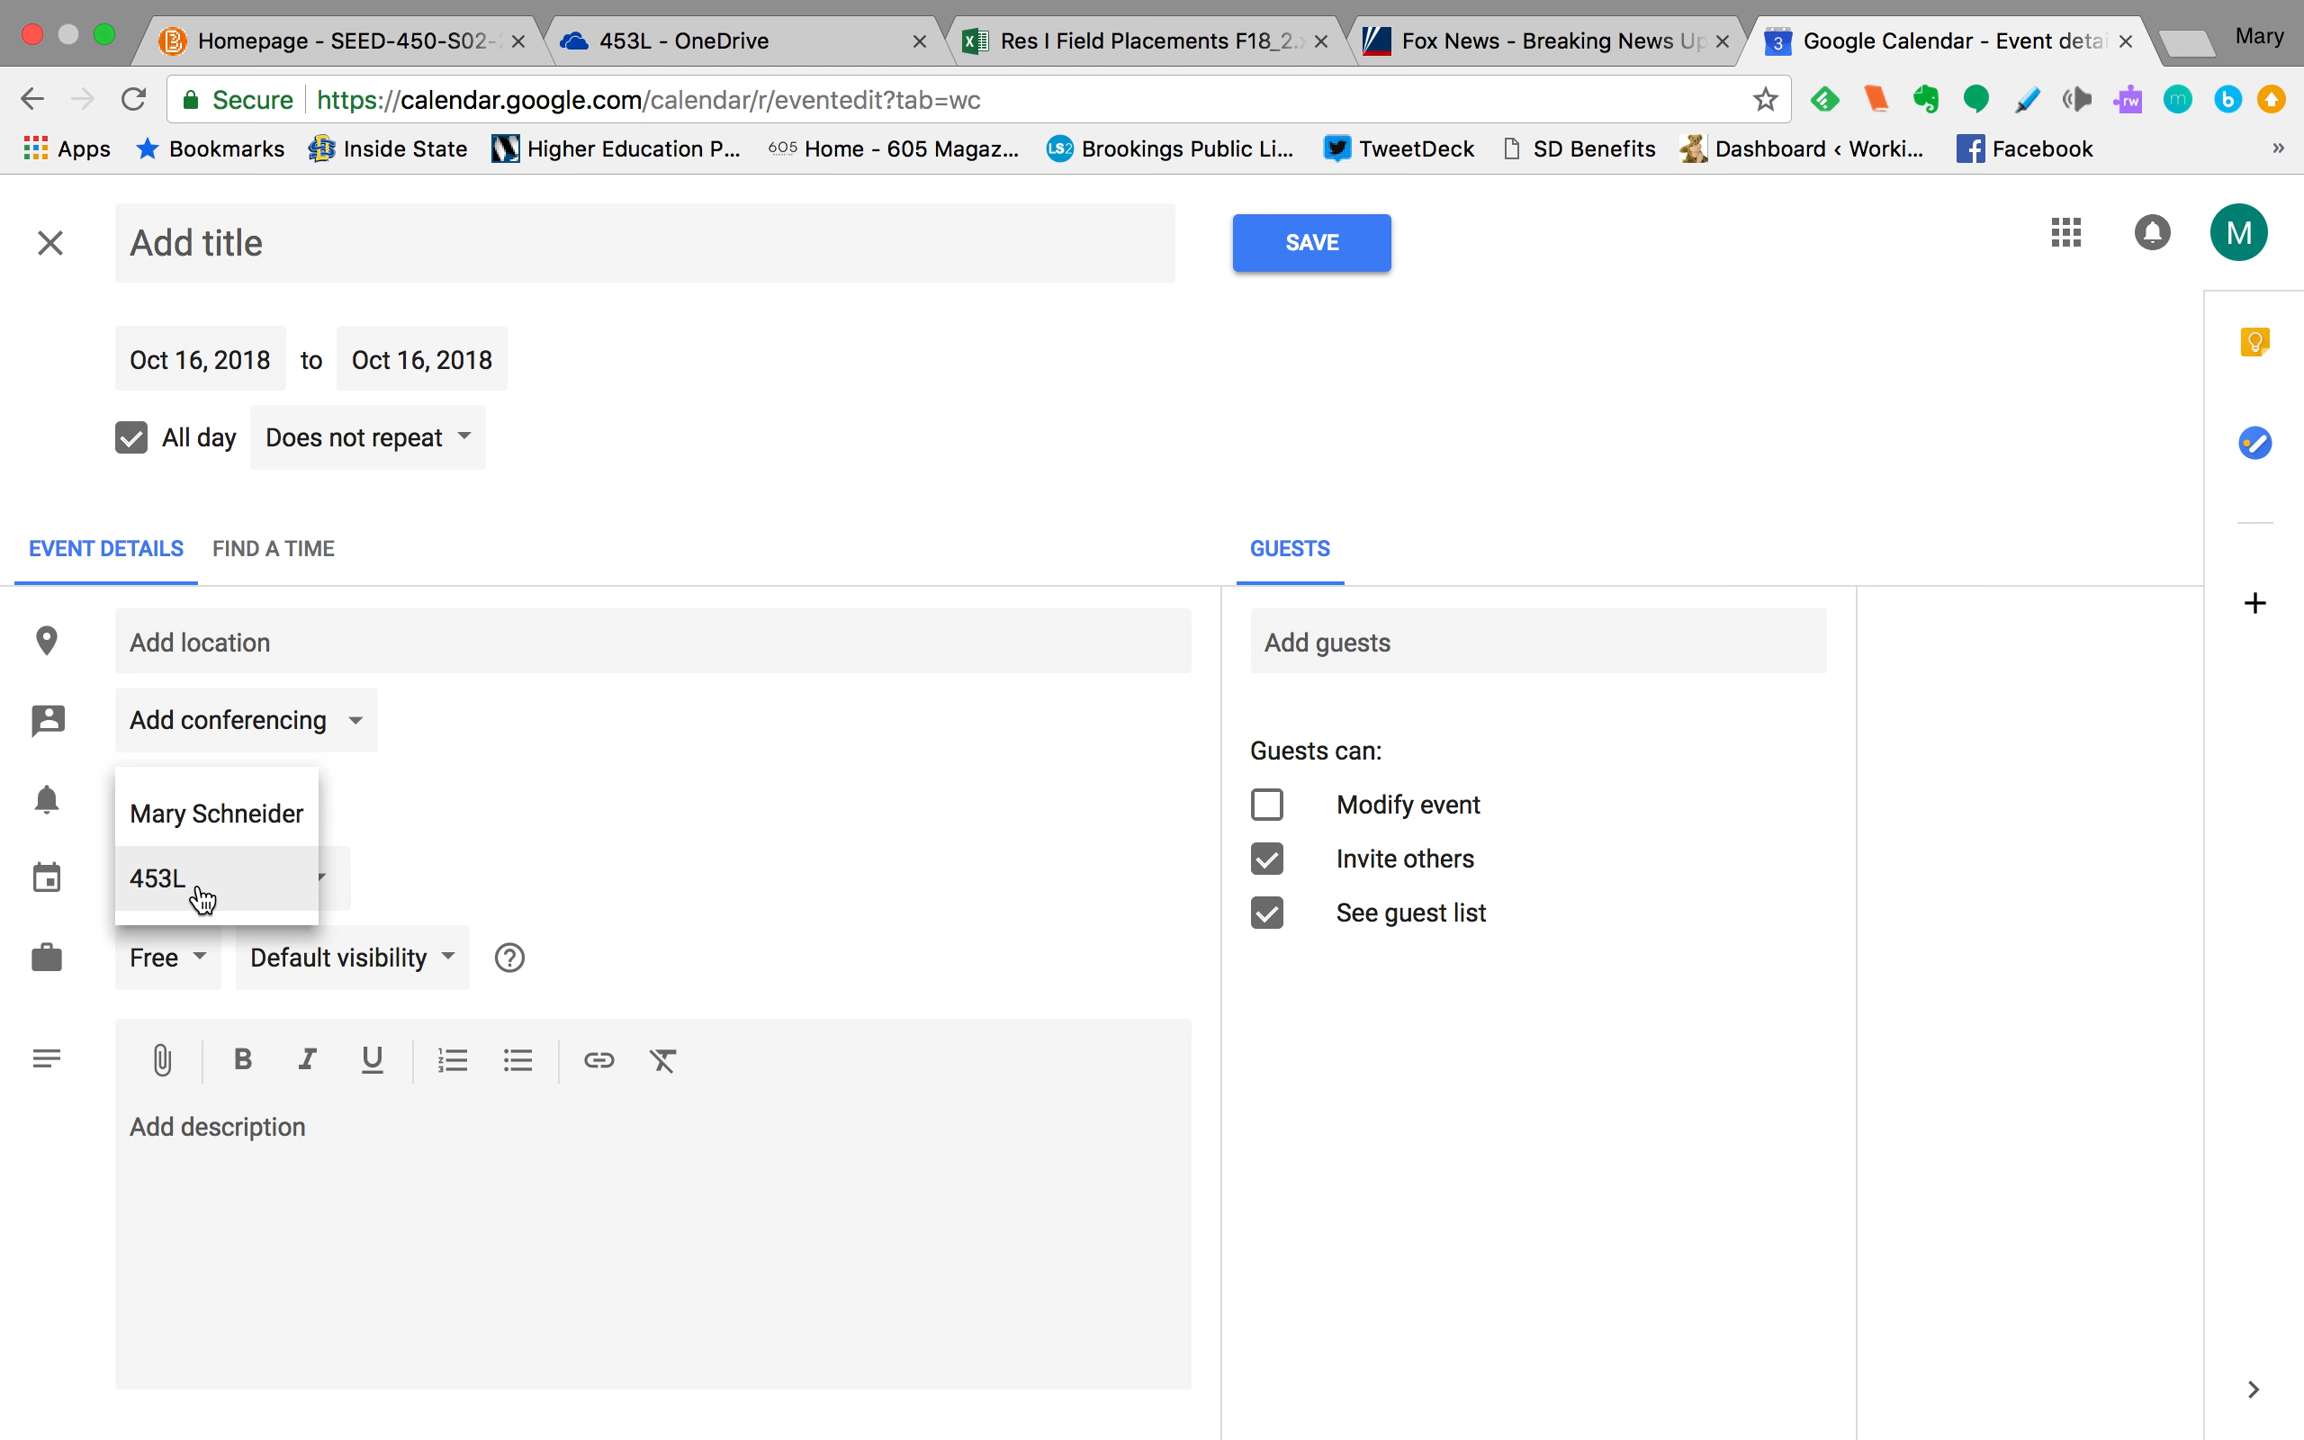 Homepage - SEED-450-S02- 453L - OneDrive Res I Field Placements F18_2. Fox News - Breaking News Up Google Calendar - Event detai Mary
Secure https://calendar.google.com/calendar/r/eventedit?tab=wc rw m b
Apps Bookmarks Inside State Higher Education P... 605 Home - 605 Magaz... LS2 Brookings Public Li... TweetDeck SD Benefits Dashboard ‹ Worki... Facebook »
Add title SAVE M
Oct 16, 2018 to Oct 16, 2018
All day Does not repeat
EVENT DETAILS FIND A TIME GUESTS
Add location Add guests
Add conferencing
Guests can:
Mary Schneider Modify event
453L Invite others
See guest list
Free Default visibility ?
B I U
Add description